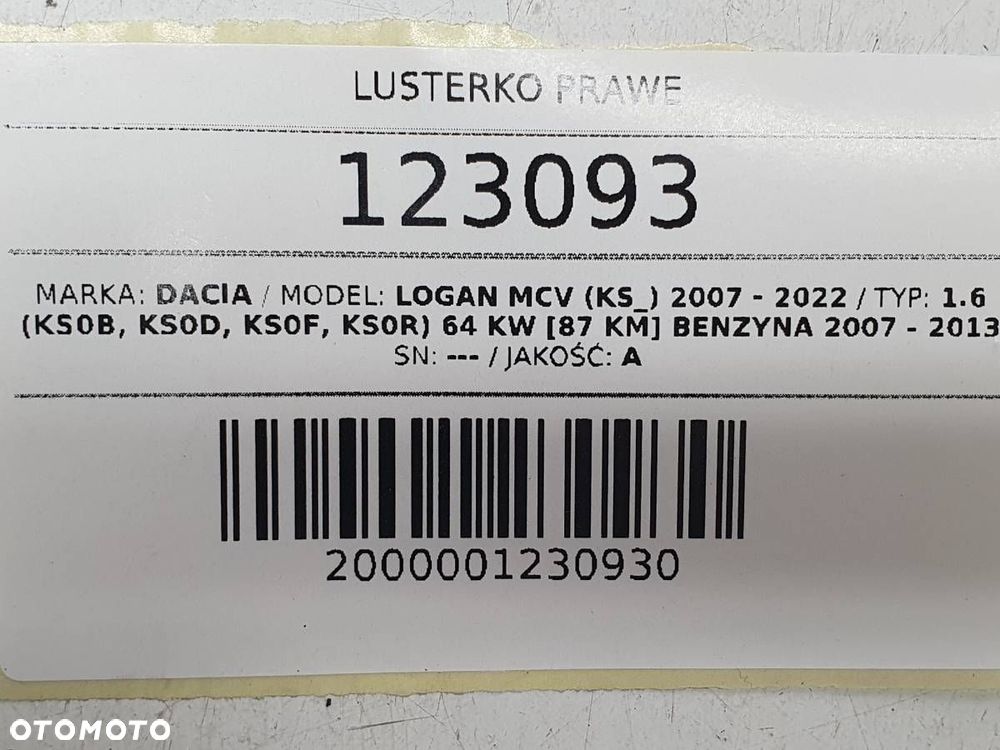 LUSTERKO PRAWE
123093
MARKA: DACIA / MODEL: LOGAN MCV (KS_) 2007 - 2022 / TYP: 1.6
(KS0B, KS0D, KS0F, KS0R) 64 KW [87 KM] BENZYNA 2007 - 2013
SN: --- / JAKOŚĆ: A
2000001230930
OTOMOTO